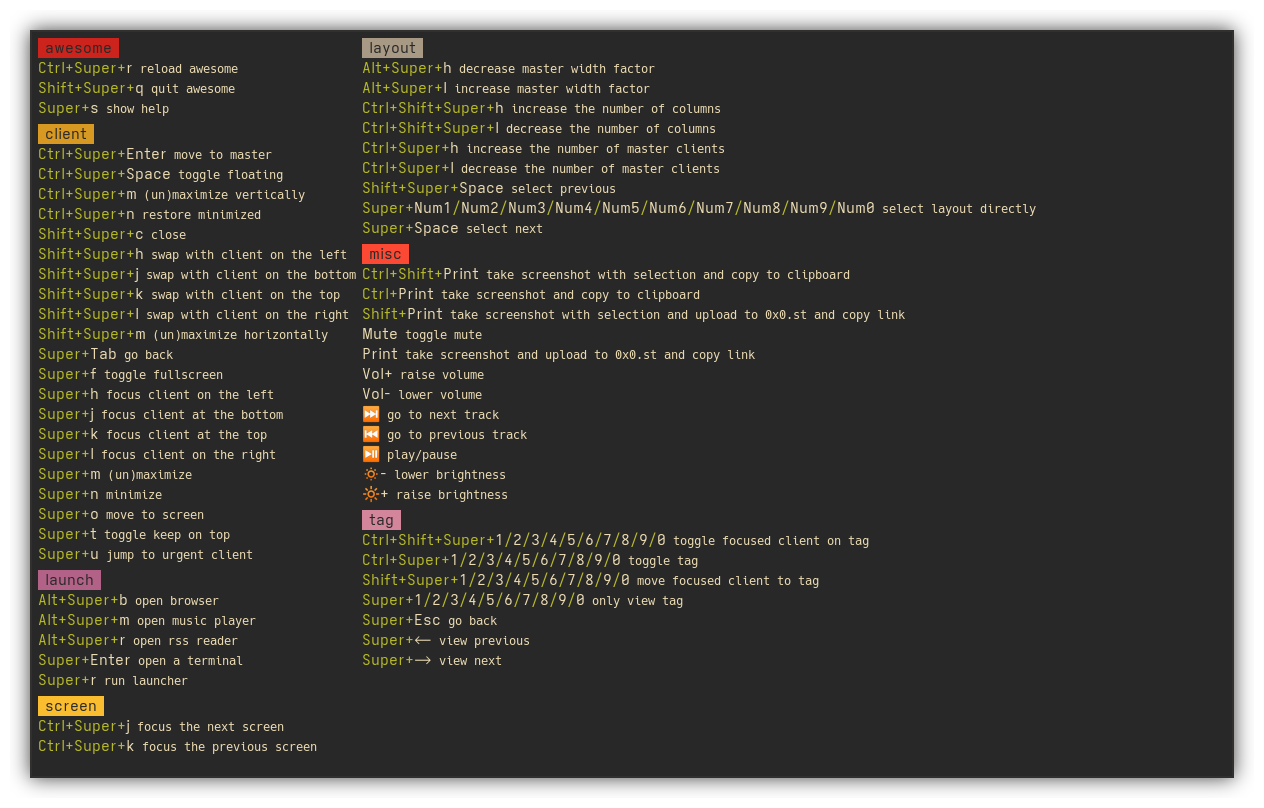 awesome
Ctrl+Super+r reload awesome
Shift+Super+q quit awesome
Super+s show help
client
Ctrl+Super+Enter move to master
Ctrl+Super+Space toggle floating
Ctrl+Super+m (un)maximize vertically
Ctrl+Super+n restore minimized
Shift+Super+c close
Shift+Super+h swap with client on the left
Shift+Super+j swap with client on the bottom
Shift+Super+k swap with client on the top
Shift+Super+l swap with client on the right
Shift+Super+m (un)maximize horizontally
Super+Tab go back
Super+f toggle fullscreen
Super+h focus client on the left
Super+j focus client at the bottom
Super+k focus client at the top
Super+l focus client on the right
Super+m (un)maximize
Super+n minimize
Super+o move to screen
Super+t toggle keep on top
Super+u jump to urgent client
launch
Alt+Super+b open browser
Alt+Super+m open music player
Alt+Super+r open rss reader
Super+Enter open a terminal
Super+r run launcher
screen
Ctrl+Super+j focus the next screen
Ctrl+Super+k focus the previous screen
layout
Alt+Super+h decrease master width factor
Alt+Super+l increase master width factor
Ctrl+Shift+Super+h increase the number of columns
Ctrl+Shift+Super+l decrease the number of columns
Ctrl+Super+h increase the number of master clients
Ctrl+Super+l decrease the number of master clients
Shift+Super+Space select previous
Super+Num1/Num2/Num3/Num4/Num5/Num6/Num7/Num8/Num9/Num0 select layout directly
Super+Space select next
misc
Ctrl+Shift+Print take screenshot with selection and copy to clipboard
Ctrl+Print take screenshot and copy to clipboard
Shift+Print take screenshot with selection and upload to 0x0.st and copy link
Mute toggle mute
Print take screenshot and upload to 0x0.st and copy link
Vol+ raise volume
Vol- lower volume
⏭ go to next track
⏮ go to previous track
⏯ play/pause
🔅- lower brightness
🔆+ raise brightness
tag
Ctrl+Shift+Super+1/2/3/4/5/6/7/8/9/0 toggle focused client on tag
Ctrl+Super+1/2/3/4/5/6/7/8/9/0 toggle tag
Shift+Super+1/2/3/4/5/6/7/8/9/0 move focused client to tag
Super+1/2/3/4/5/6/7/8/9/0 only view tag
Super+Esc go back
Super+← view previous
Super+→ view next